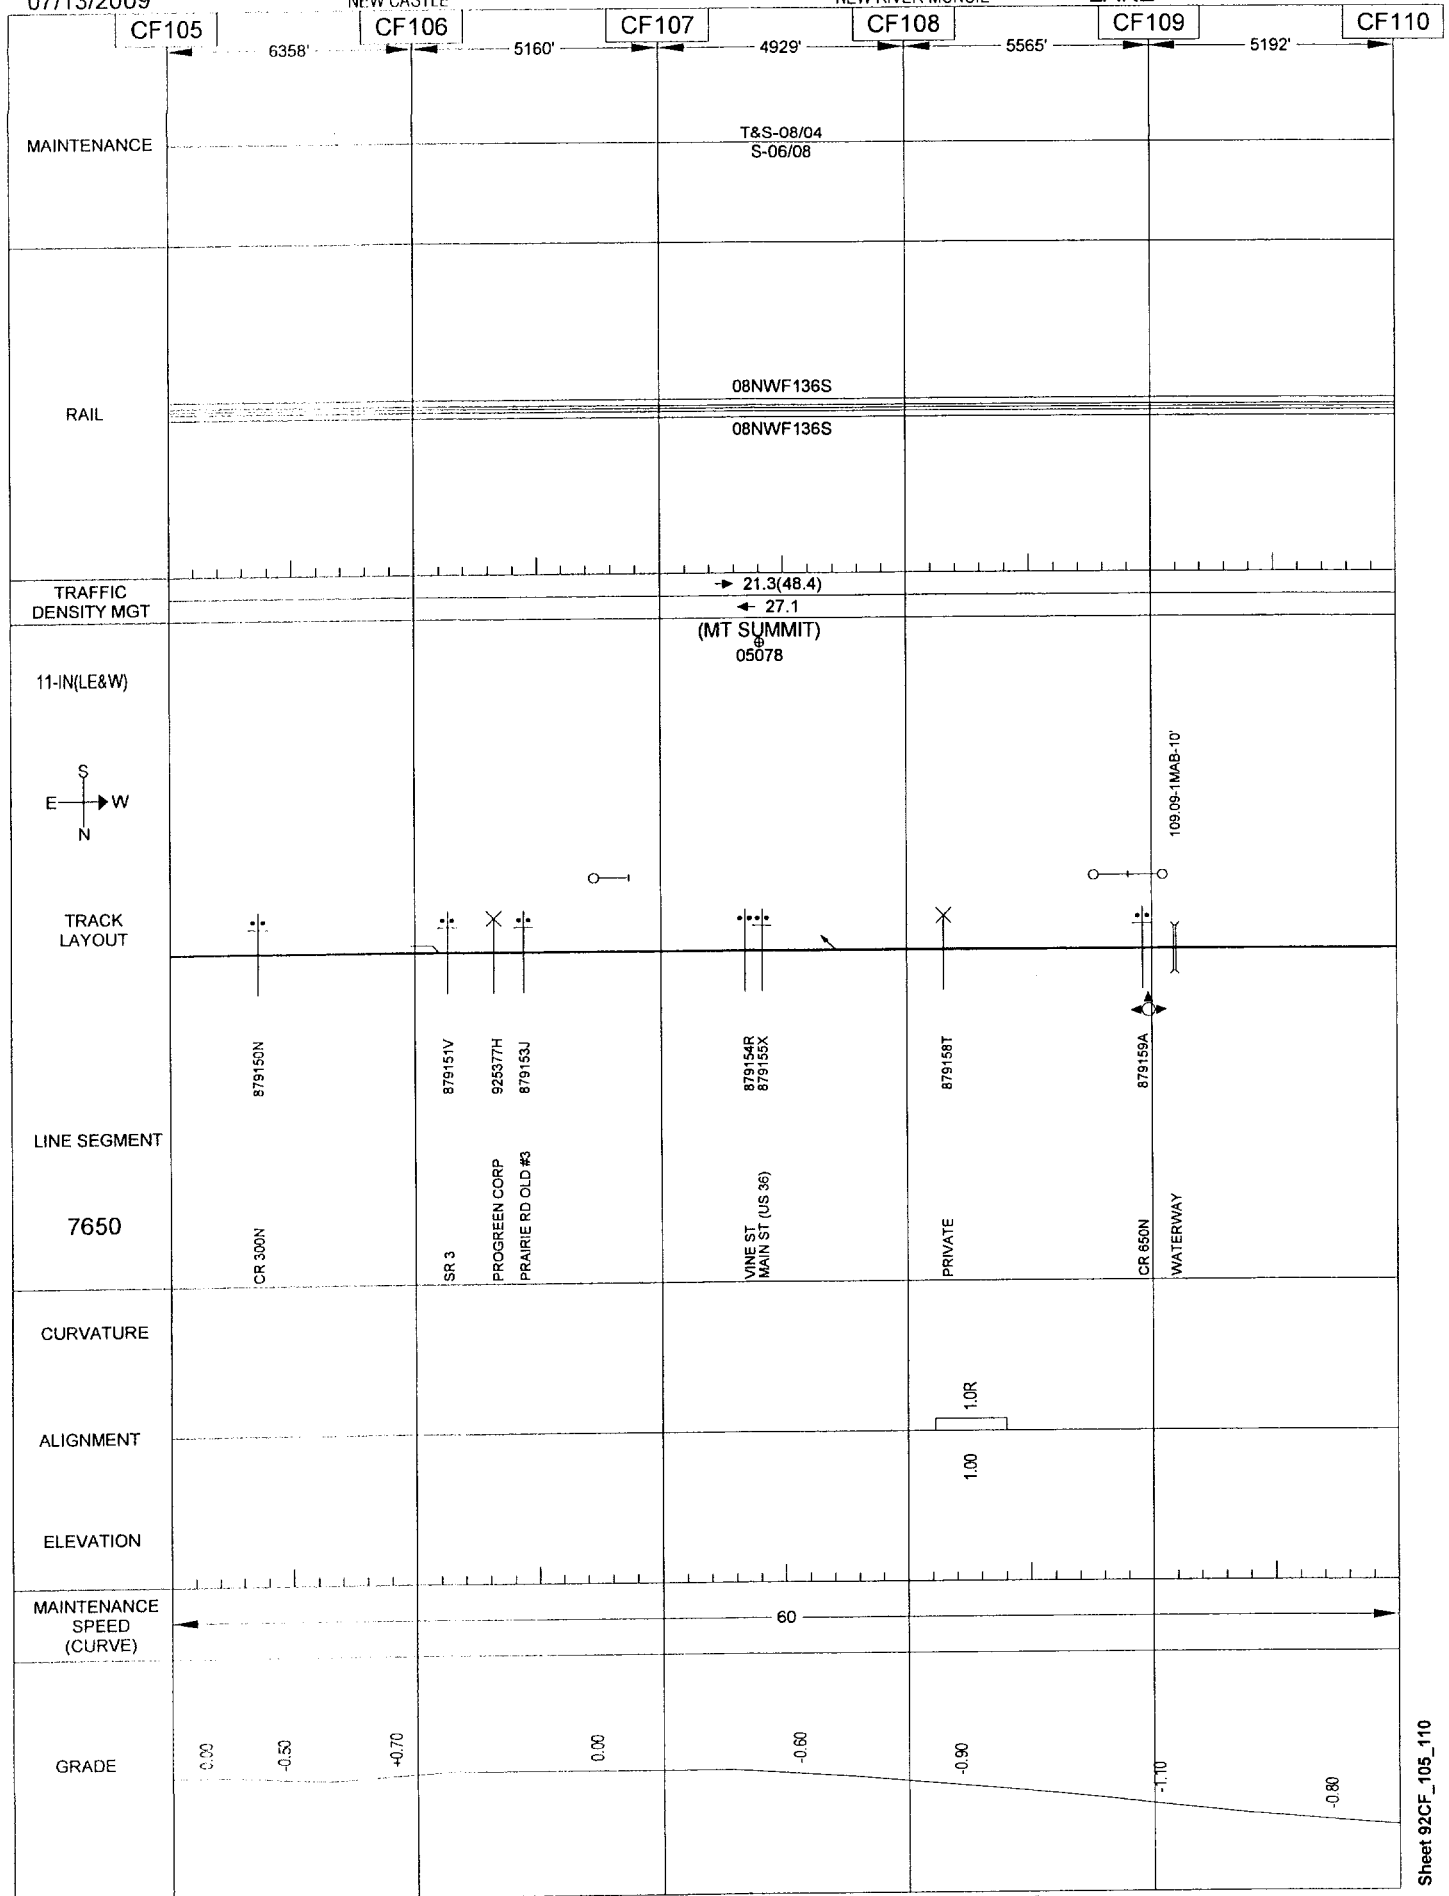 07/13/2009
NEW CASTLE
CF105 CF106 CF107 CF108 CF109 CF110
6358' 5160' 4929' 5565' 5192'
MAINTENANCE
T&S-08/04
S-06/08
RAIL
08NWF136S
08NWF136S
TRAFFIC
DENSITY MGT
21.3(48.4)
27.1
(MT SUMMIT)
05078
11-IN(LE&W)
S
E W
N
109.09-1MAB-10'
TRACK
LAYOUT
879150N
879151V
925377H
879153J
879154R
879155X
879158T
879159A
LINE SEGMENT
7650
CR 300N
SR 3
PROGREEN CORP
PRAIRIE RD OLD #3
VINE ST
MAIN ST (US 36)
PRIVATE
CR 650N
WATERWAY
CURVATURE
1.0R
ALIGNMENT
1.00
ELEVATION
MAINTENANCE
SPEED
(CURVE)
60
GRADE
0.00
-0.50
+0.70
0.00
-0.60
-0.90
-1.10
-0.80
Sheet 92CF_105_110